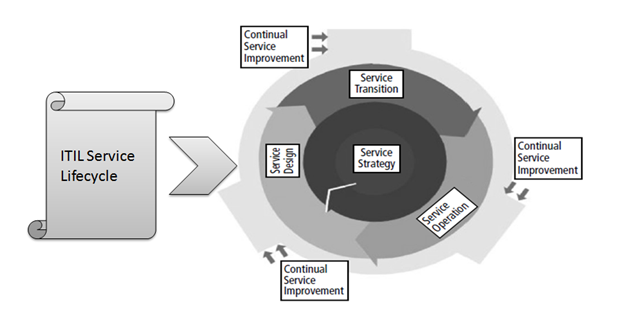 ITIL Service
Lifecycle
Continual
Service
Improvement
Service
Transition
Service
Design
Service
Strategy
Service
Operation
Continual
Service
Improvement
Continual
Service
Improvement